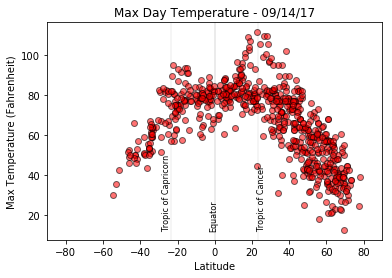 Max Day Temperature - 09/14/17
Max Temperature (Fahrenheit)
100
80
60
40
20
Tropic of Capricorn
Equator
Tropic of Cancer
−80
−60
−40
−20
0
20
40
60
80
Latitude